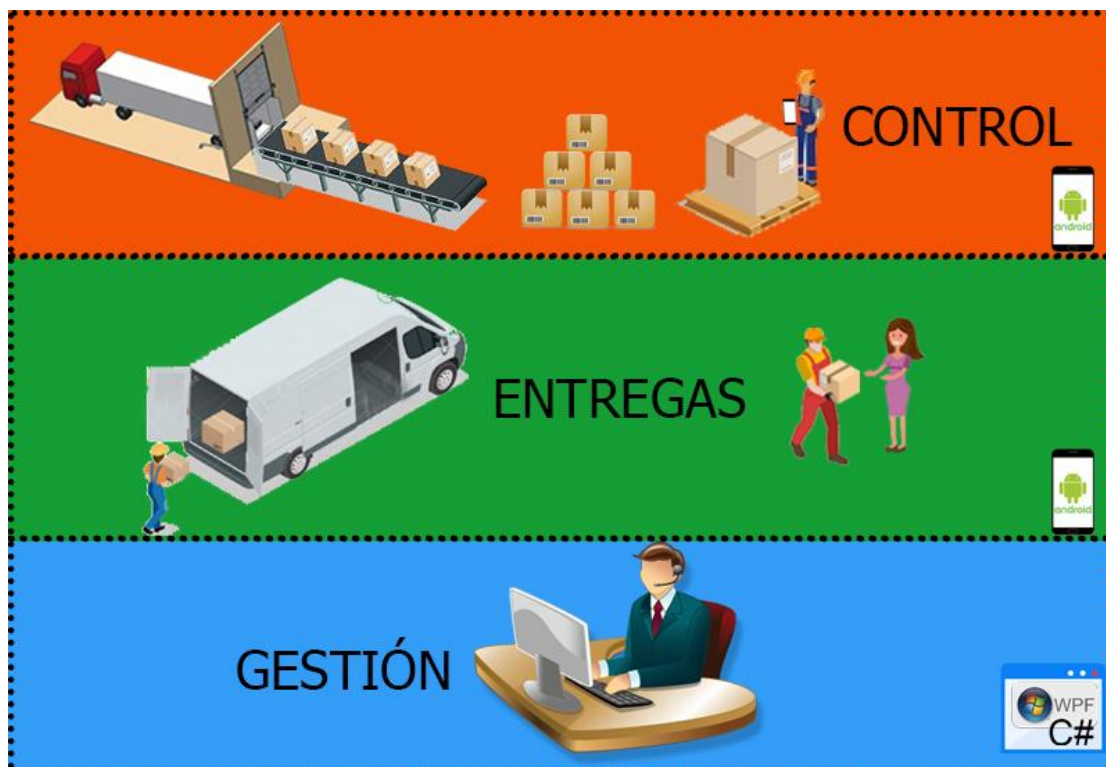 CONTROL
android
ENTREGAS
android
GESTIÓN
WPF
C#